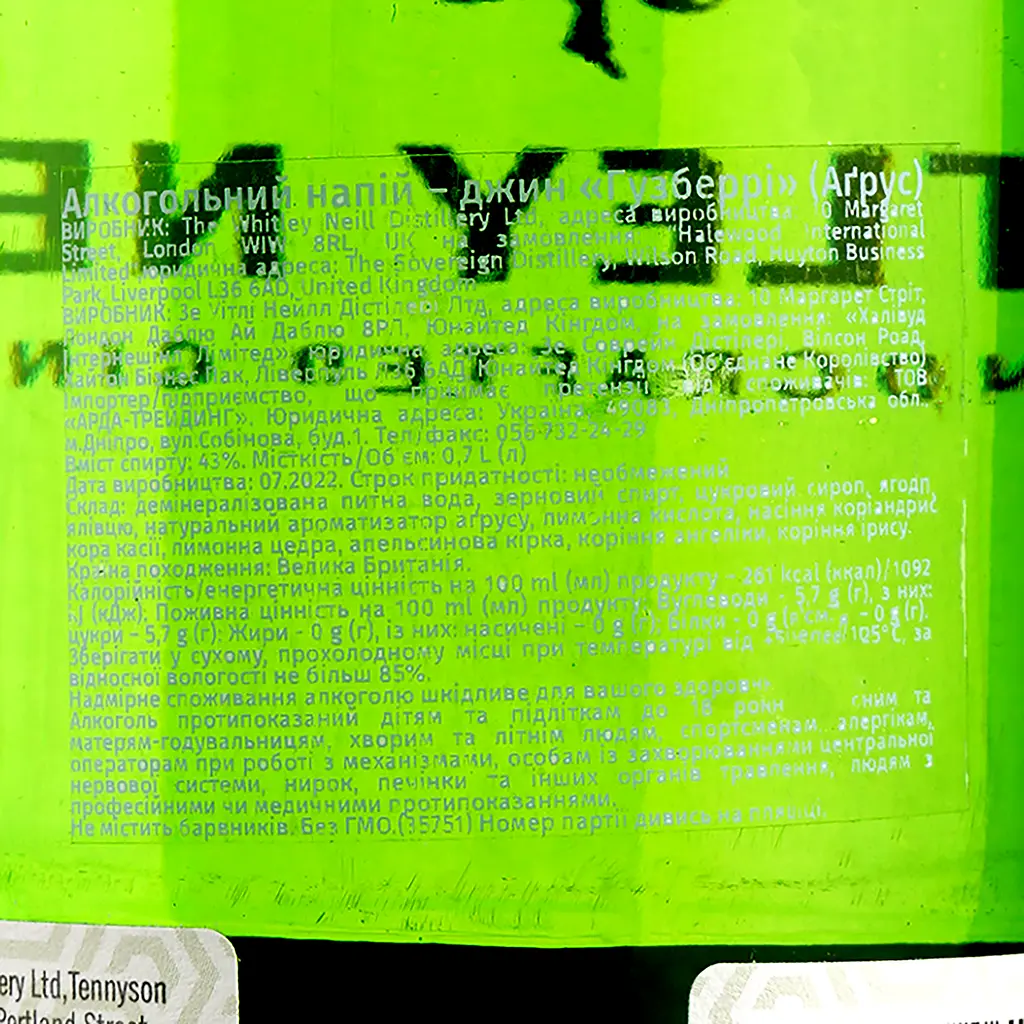 Алкогольний напій – джин «Гузберрі» (Аґрус)
ВИРОБНИК: The Whitley Neill Distillery Ltd, адреса виробництва: 10 Margaret
Street, London WIW 8RL, UK на замовлення: "Halewood International
Limited юридична адреса: The Sovereign Distillery, Wilson Road, Huyton Business
Park, Liverpool L36 6AD, United Kingdom
ВИРОБНИК: Зе Уітлі Нейлл Дістілері Лтд, адреса виробництва: 10 Маргарет Стріт,
Лондон Даблю Ай Даблю 8РЛ, Юнайтед Кінгдом, на замовлення: «Халівуд
Інтернешінл Лімітед» юридична адреса: Зе Соврейн Дістілері, Вілсон Роад,
Хайтон Бізнес Пак, Ліверпуль Л36 6АД, Юнайтед Кінгдом (Об'єднане Королівство)
Імпортер/підприємство, що приймає претензії від споживачів: ТОВ
«АРДА-ТРЕЙДИНГ». Юридична адреса: Україна, 49083, Дніпропетровська обл.,
м.Дніпро, вул.Собінова, буд.1. Тел/факс: 056-732-24-29
Вміст спирту: 43%. Місткість/Об'єм: 0,7 L (л)
Дата виробництва: 07.2022. Строк придатності: необмежений
Склад: демінералізована питна вода, зерновий спирт, цукровий сироп, ягоди
ялівцю, натуральний ароматизатор аґрусу, лимонна кислота, насіння коріандру,
кора касії, лимонна цедра, апельсинова кірка, коріння ангеліки, коріння ірису.
Країна походження: Велика Британія.
Калорійність/енергетична цінність на 100 ml (мл) продукту – 261 kcal (ккал)/1092
kJ (кДж). Поживна цінність на 100 ml (мл) продукту: Вуглеводи – 5,7 g (г), з них:
цукри – 5,7 g (г); Жири - 0 g (г), із них: насичені – 0 g (г); Білки - 0 g (г), – 0 g (г).
Зберігати у сухому, прохолодному місці при температурі від за
відносної вологості не більш 85%.
Надмірне споживання алкоголю шкідливе для вашого здоров'я
Алкоголь протипоказаний дітям та підліткам до 18 років та
матерям-годувальницям, хворим та літнім людям, спортсменам, алергікам,
операторам при роботі з механізмами, особам із захворюваннями центральної
нервової системи, нирок, печінки та інших органів травлення, людям з
професійними чи медичними протипоказаннями.
Не містить барвників. Без ГМО.(35751) Номер партії дивись на пляшці.
ery Ltd, Tennyson
Portland Street